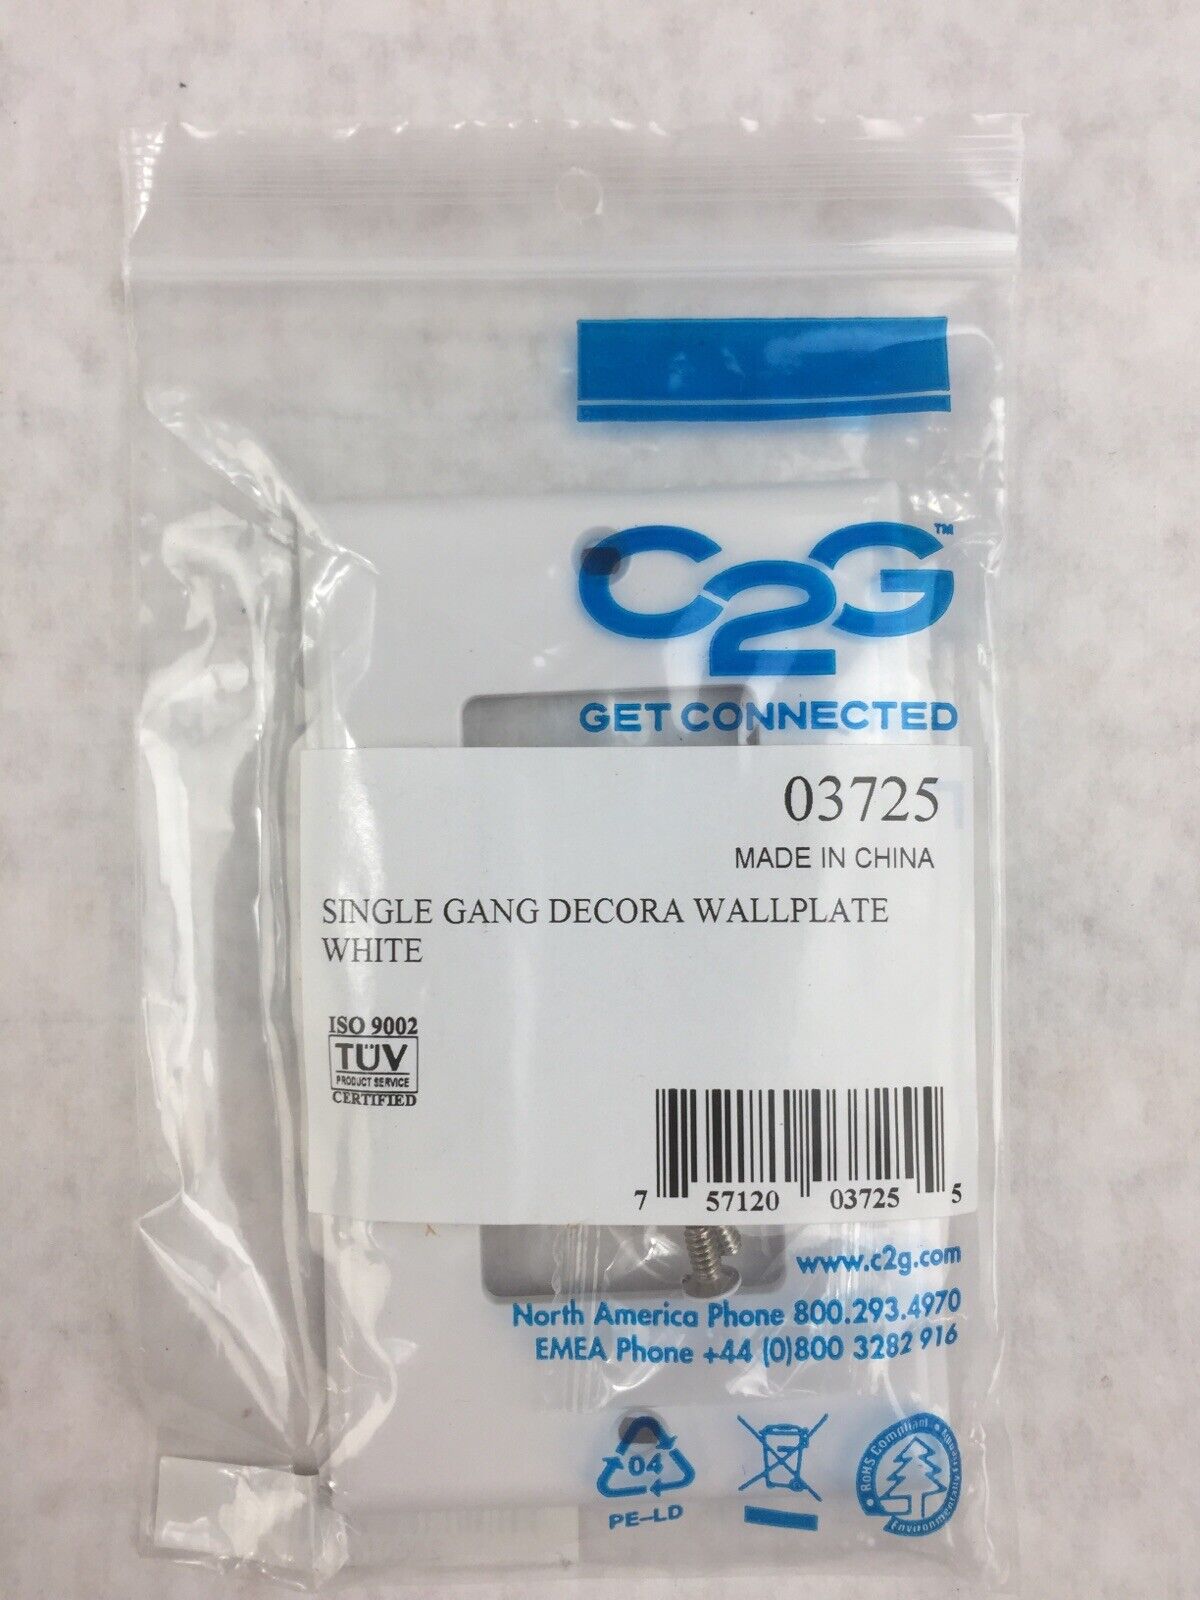 C2G™
GET CONNECTED
03725
MADE IN CHINA
SINGLE GANG DECORA WALLPLATE
WHITE
ISO 9002
TÜV
PRODUCT SERVICE
CERTIFIED
7 57120 03725 5
www.c2g.com
North America Phone 800.293.4970
EMEA Phone +44 (0)800 3282 916
04
PE-LD
RoHS Compliant • Environmentally Friendly •